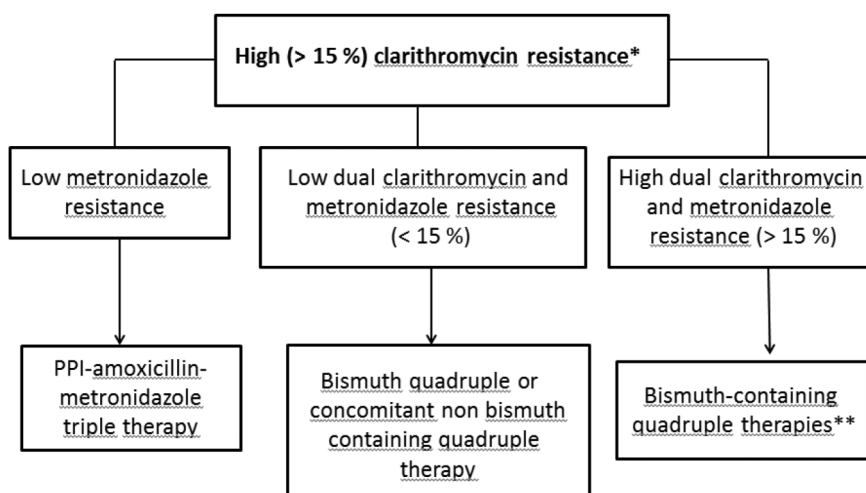 High (> 15 %) clarithromycin resistance*
Low metronidazole
resistance
Low dual clarithromycin and
metronidazole resistance
(< 15 %)
High dual clarithromycin
and metronidazole
resistance (> 15 %)
PPI-amoxicillin-
metronidazole
triple therapy
Bismuth quadruple or
concomitant non bismuth
containing quadruple
therapy
Bismuth-containing
quadruple therapies**